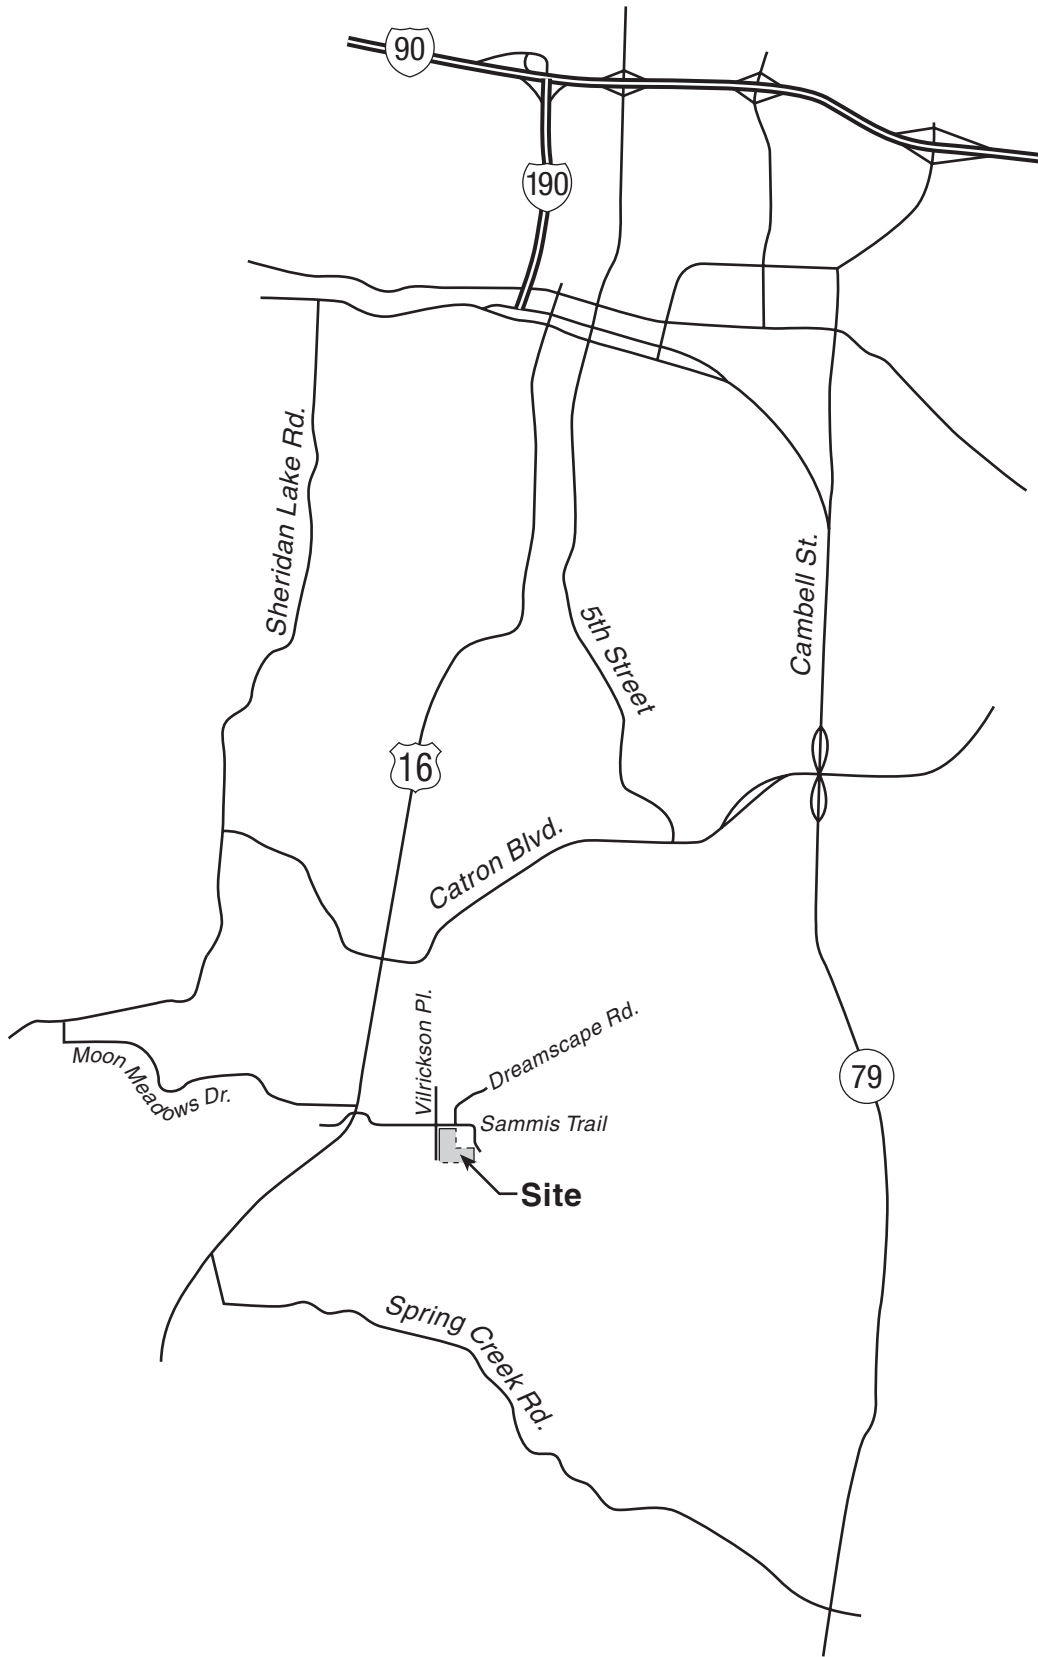 90
190
Sheridan Lake Rd.
5th Street
Cambell St.
16
Catron Blvd.
Vilrickson Pl.
Dreamscape Rd.
Moon Meadows Dr.
79
Sammis Trail
Site
Spring Creek Rd.